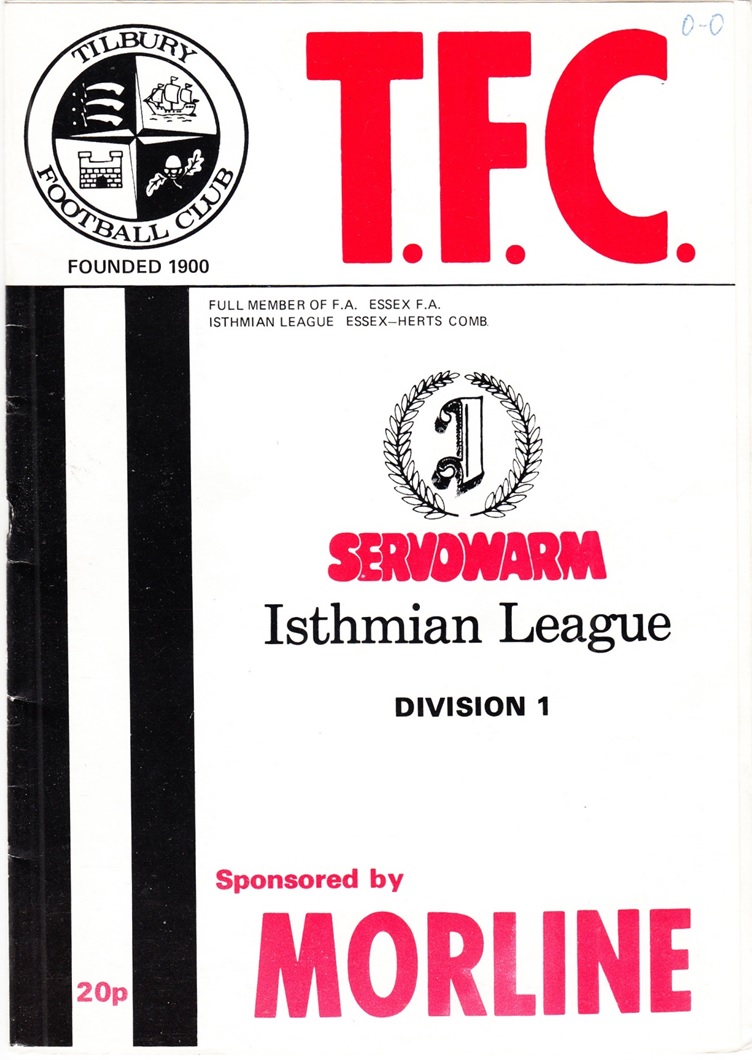 TILBURY
FOOTBALL CLUB
FOUNDED 1900
T.F.C.
0-0
FULL MEMBER OF F.A. ESSEX F.A.
ISTHMIAN LEAGUE ESSEX–HERTS COMB.
I
SERVOWARM
Isthmian League
DIVISION 1
Sponsored by
MORLINE
20p